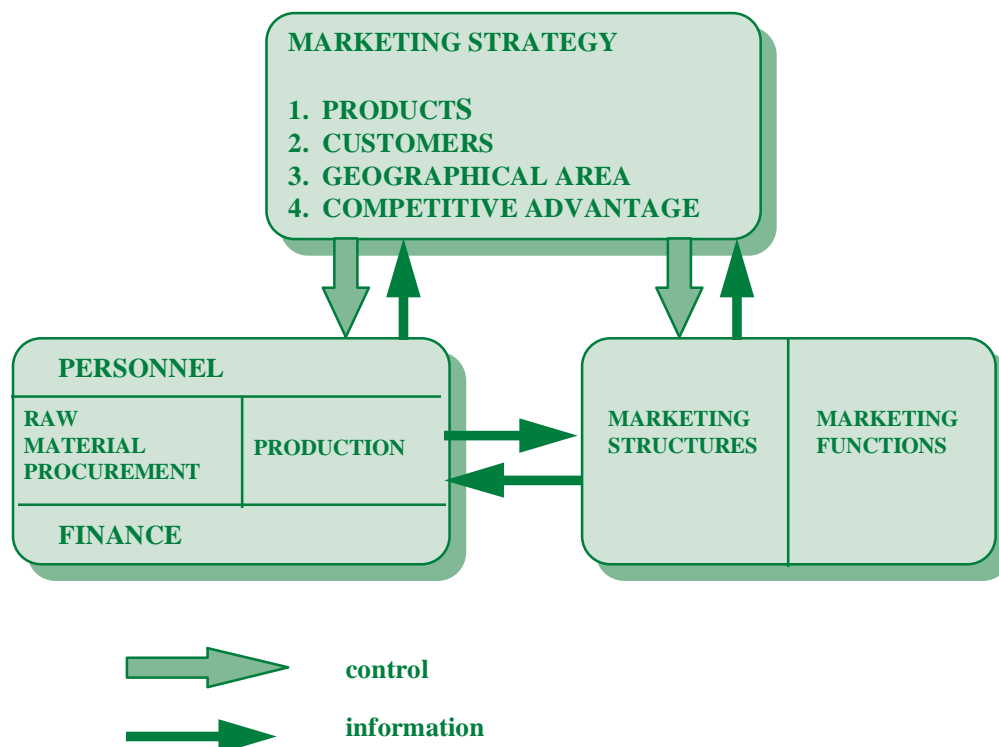 MARKETING STRATEGY
1. PRODUCTS
2. CUSTOMERS
3. GEOGRAPHICAL AREA
4. COMPETITIVE ADVANTAGE
PERSONNEL
RAW
MATERIAL
PROCUREMENT
PRODUCTION
FINANCE
MARKETING
STRUCTURES
MARKETING
FUNCTIONS
control
information